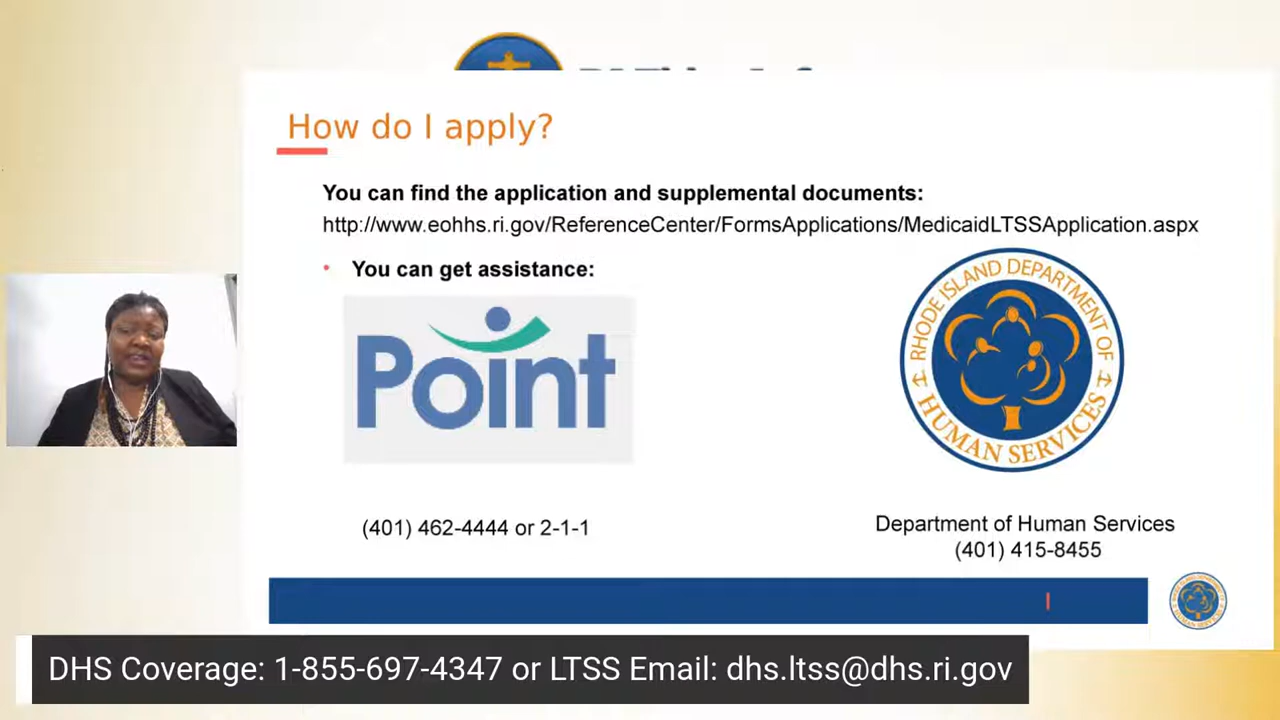 How do I apply?
You can find the application and supplemental documents:
http://www.eohhs.ri.gov/ReferenceCenter/FormsApplications/MedicaidLTSSApplication.aspx
• You can get assistance:
Point
RHODE ISLAND DEPARTMENT OF
HUMAN SERVICES
(401) 462-4444 or 2-1-1
Department of Human Services
(401) 415-8455
DHS Coverage: 1-855-697-4347 or LTSS Email: dhs.ltss@dhs.ri.gov